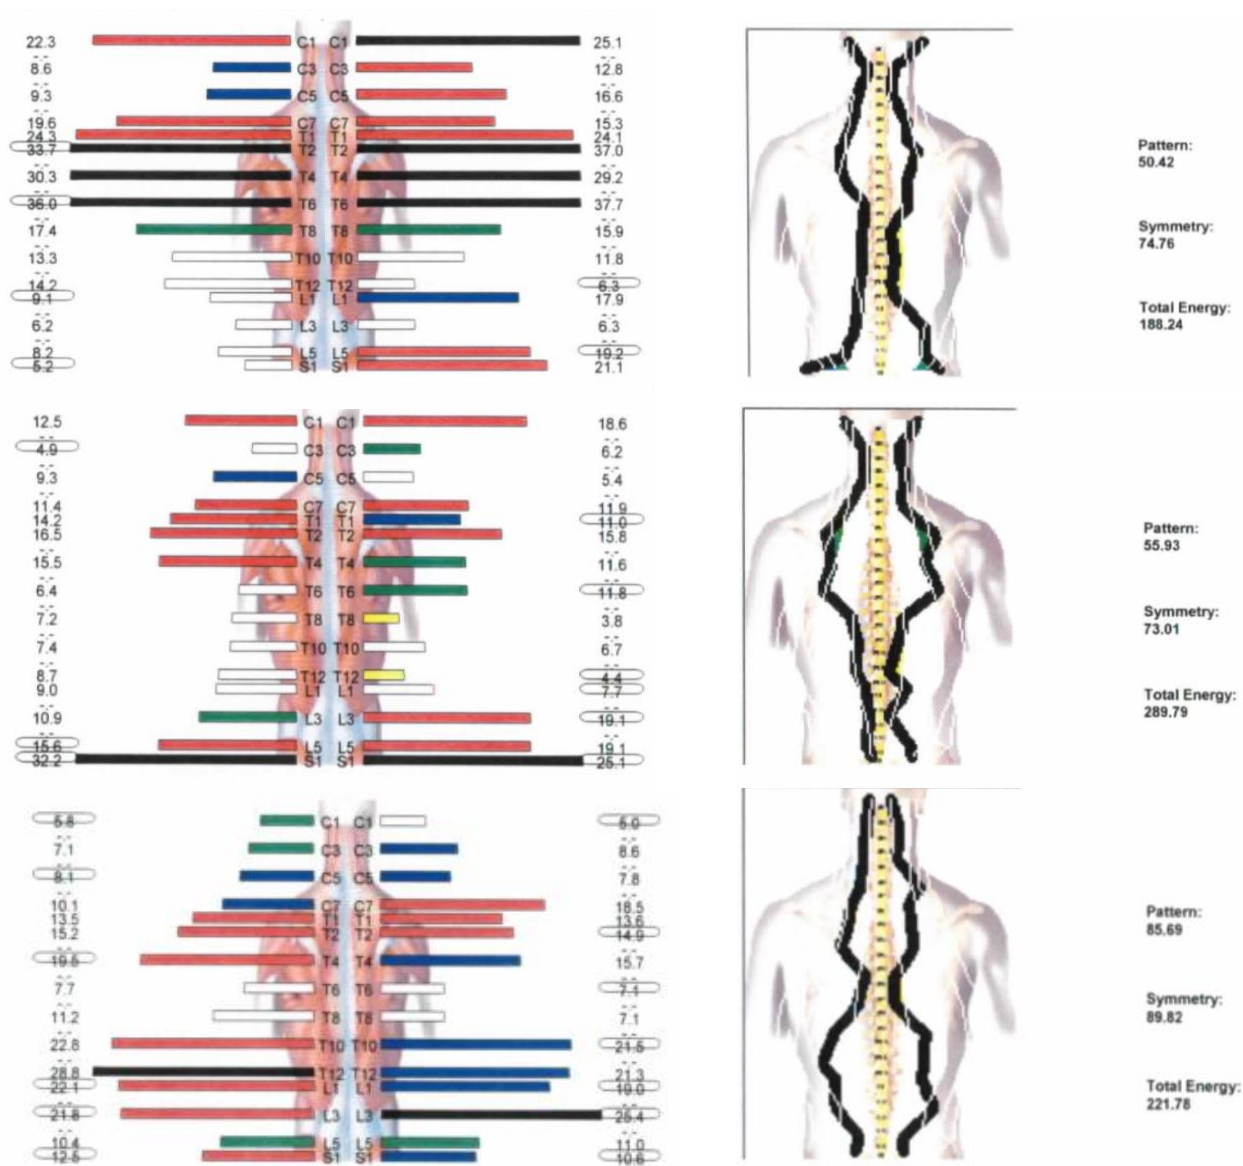 22.3 C1 C1 25.1
8.6 C3 C3 12.8
9.3 C5 C5 16.6
19.6 C7 C7 15.3
24.3 T1 T1 24.1
33.7 T2 T2 37.0
30.3 T4 T4 29.2
36.0 T6 T6 37.7
17.4 T8 T8 15.9
13.3 T10 T10 11.8
14.2 T12 T12 6.3
9.1 L1 L1 17.9
6.2 L3 L3 6.3
8.2 L5 L5 19.2
5.2 S1 S1 21.1
Pattern:
50.42
Symmetry:
74.76
Total Energy:
188.24
12.5 C1 C1 18.6
4.9 C3 C3 6.2
9.3 C5 C5 5.4
11.4 C7 C7 11.9
14.2 T1 T1 11.0
16.5 T2 T2 15.8
15.5 T4 T4 11.6
6.4 T6 T6 11.8
7.2 T8 T8 3.8
7.4 T10 T10 6.7
8.7 T12 T12 4.4
9.0 L1 L1 7.7
10.9 L3 L3 19.1
15.6 L5 L5 19.1
32.2 S1 S1 25.1
Pattern:
55.93
Symmetry:
73.01
Total Energy:
289.79
5.8 C1 C1 5.0
7.1 C3 C3 8.6
8.1 C5 C5 7.8
10.1 C7 C7 18.5
13.5 T1 T1 13.6
15.2 T2 T2 14.9
19.5 T4 T4 15.7
7.7 T6 T6 7.1
11.2 T8 T8 7.1
22.8 T10 T10 21.5
28.8 T12 T12 21.3
22.1 L1 L1 19.0
21.8 L3 L3 25.4
10.4 L5 L5 11.0
12.5 S1 S1 10.6
Pattern:
85.69
Symmetry:
89.82
Total Energy:
221.78